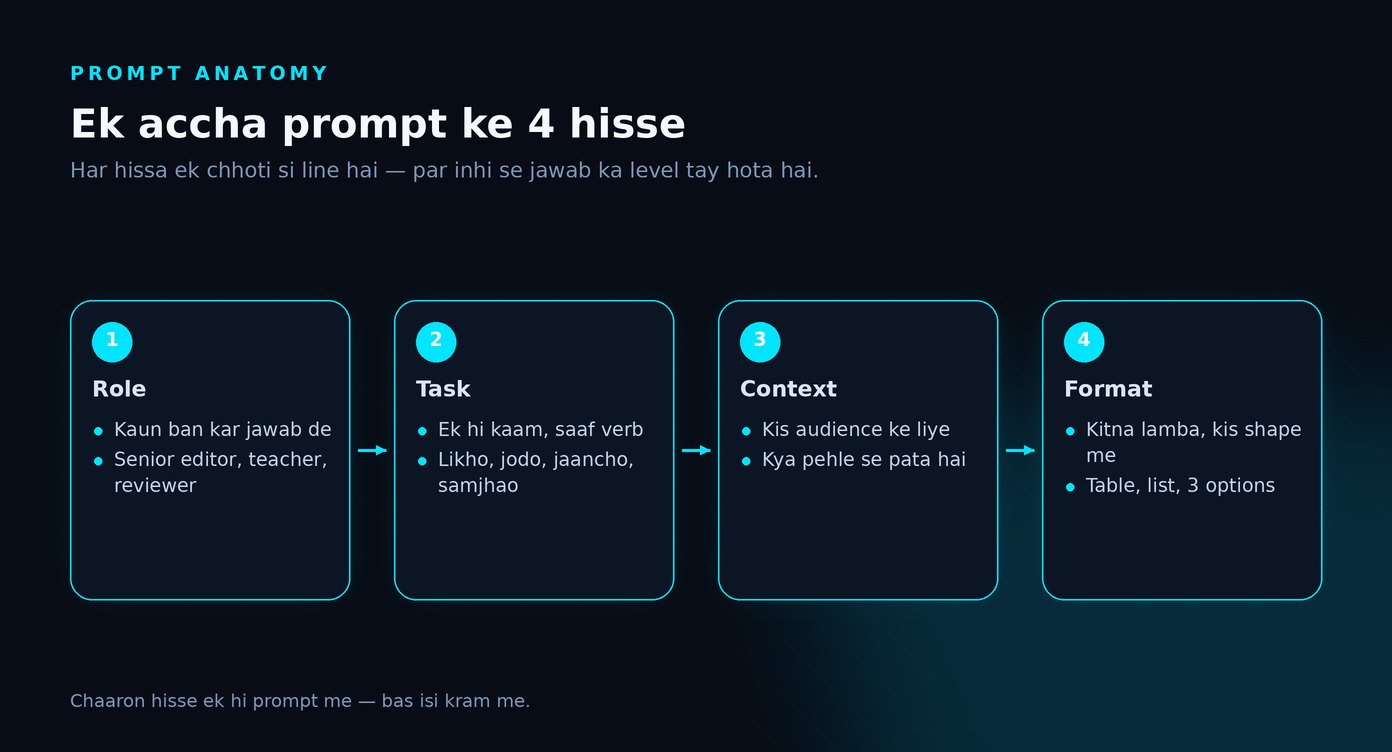 PROMPT ANATOMY
Ek accha prompt ke 4 hisse
Har hissa ek chhoti si line hai — par inhi se jawab ka level tay hota hai.
1
Role
Kaun ban kar jawab de
Senior editor, teacher,
reviewer
2
Task
Ek hi kaam, saaf verb
Likho, jodo, jaancho,
samjhao
3
Context
Kis audience ke liye
Kya pehle se pata hai
4
Format
Kitna lamba, kis shape
me
Table, list, 3 options
Chaaron hisse ek hi prompt me — bas isi kram me.